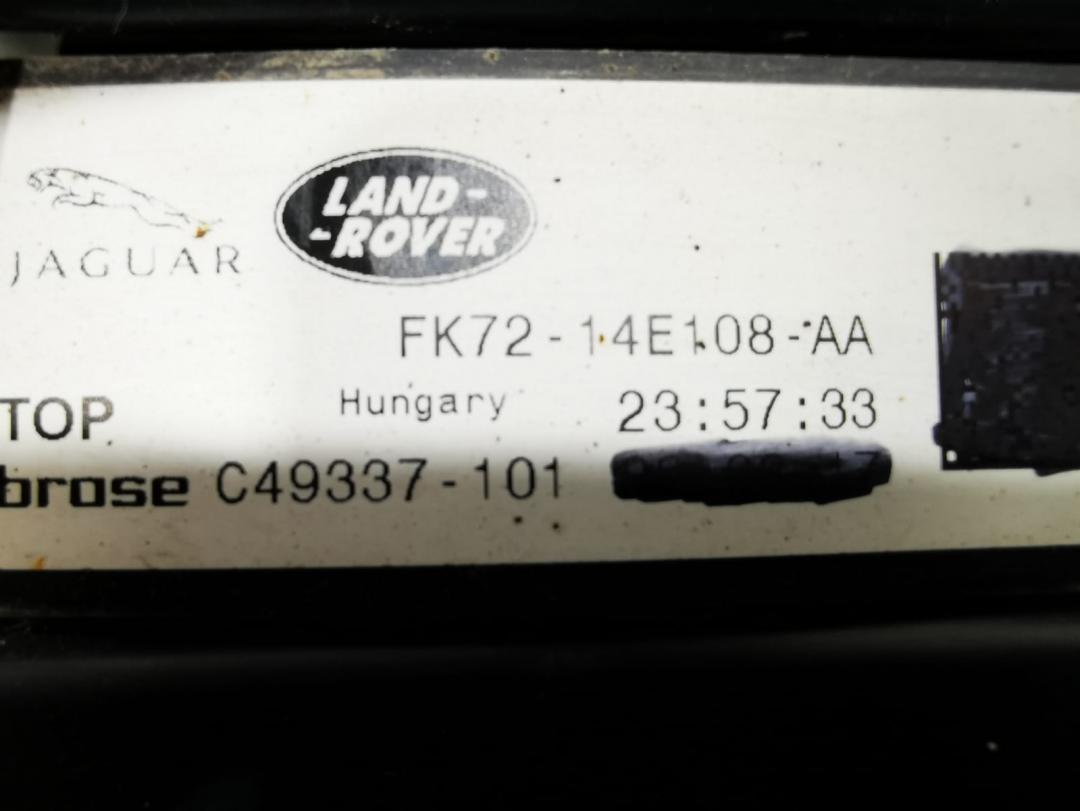 JAGUAR
LAND-
-ROVER
FK72-14E108-AA
Hungary 23:57:33
TOP
brose C49337-101